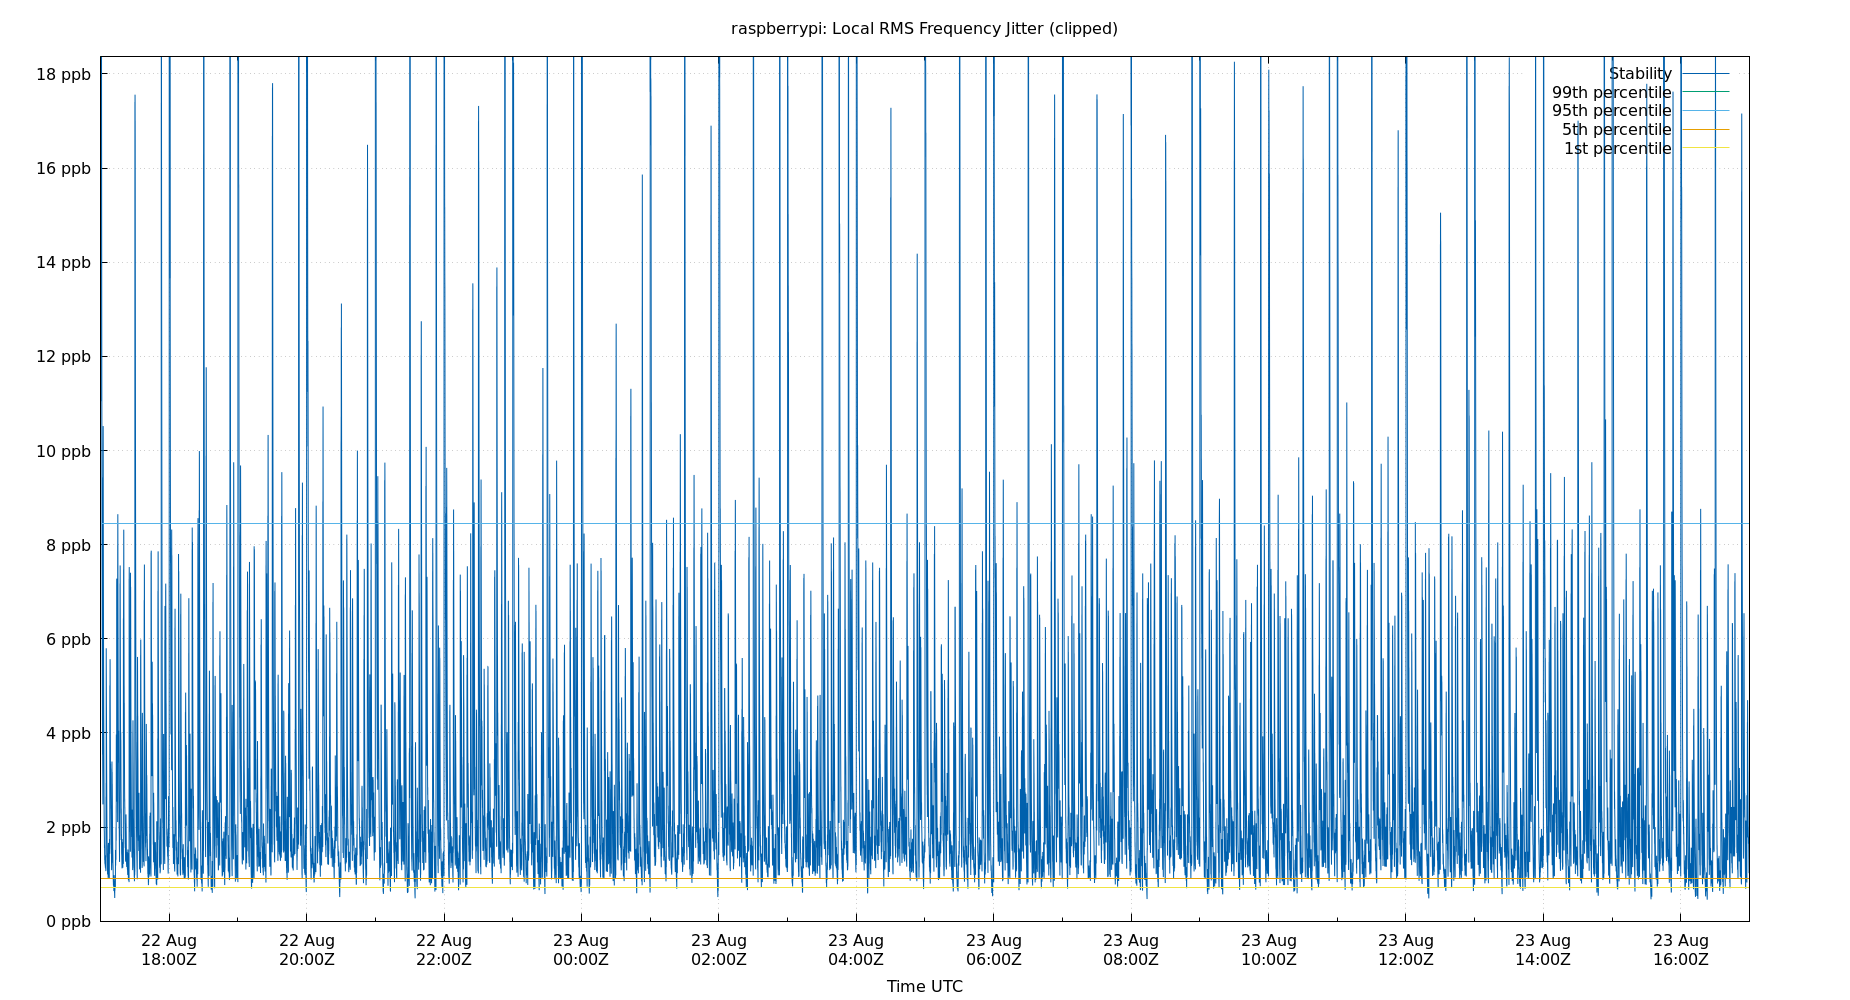 raspberrypi: Local RMS Frequency Jitter (clipped)
18 ppb
16 ppb
14 ppb
12 ppb
10 ppb
8 ppb
6 ppb
4 ppb
2 ppb
0 ppb
Stability
99th percentile
95th percentile
5th percentile
1st percentile
22 Aug
18:00Z
22 Aug
20:00Z
22 Aug
22:00Z
23 Aug
00:00Z
23 Aug
02:00Z
23 Aug
04:00Z
23 Aug
06:00Z
23 Aug
08:00Z
23 Aug
10:00Z
23 Aug
12:00Z
23 Aug
14:00Z
23 Aug
16:00Z
Time UTC